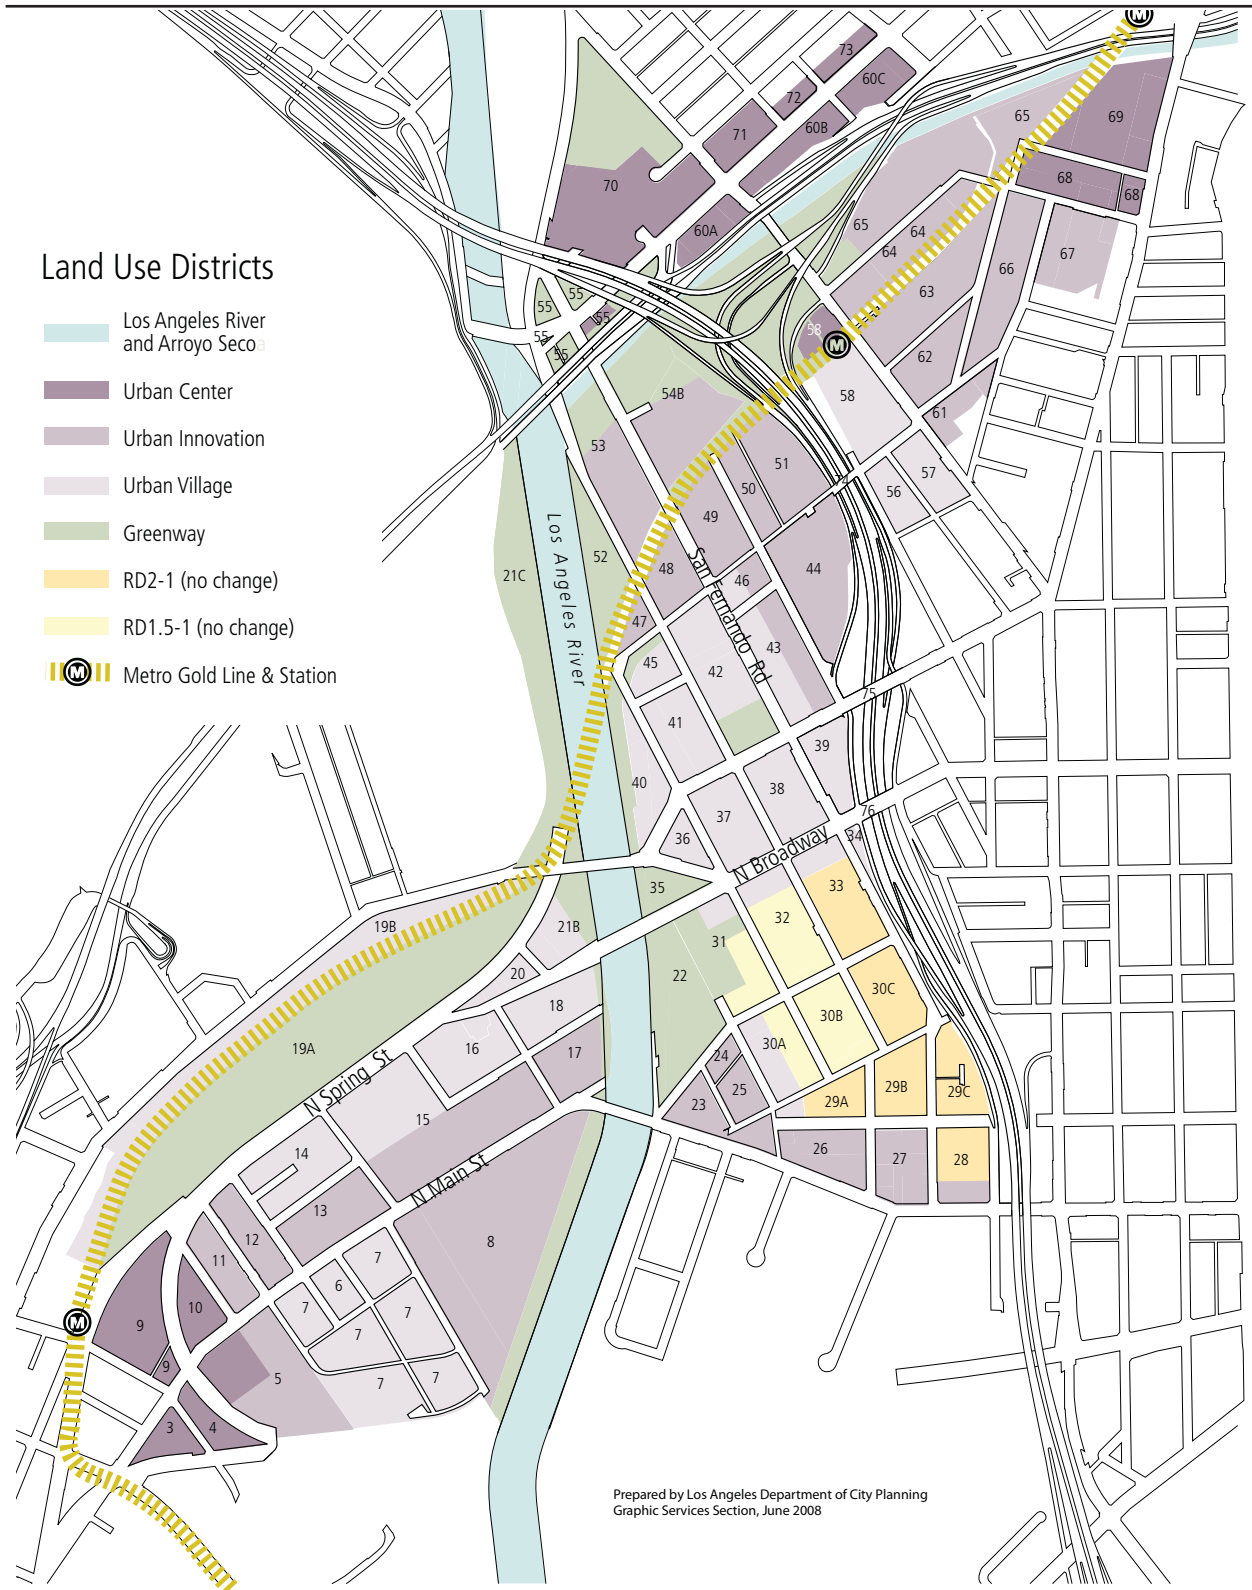 M
73
60C
72
60B
71
65
69
70
68
68
60A
65
64
64
67
66
63
55
55
55
55
55
58
M
62
58
54B
61
53
51
57
50
74
56
49
52
21C
48
46
44
47
45
42
43
41
75
39
40
38
37
76
36
34
33
35
32
31
21B
19B
20
22
18
30C
30B
30A
19A
16
17
24
25
29B
29C
29A
23
15
14
26
27
28
13
12
11
8
7
6
7
7
7
7
7
10
9
9
5
3
4
M
Land Use Districts
Los Angeles River
and Arroyo Seco
Urban Center
Urban Innovation
Urban Village
Greenway
RD2-1 (no change)
RD1.5-1 (no change)
M Metro Gold Line & Station
Los Angeles River
San Fernando Rd
N Broadway
N Spring St
N Main St
Prepared by Los Angeles Department of City Planning
Graphic Services Section, June 2008